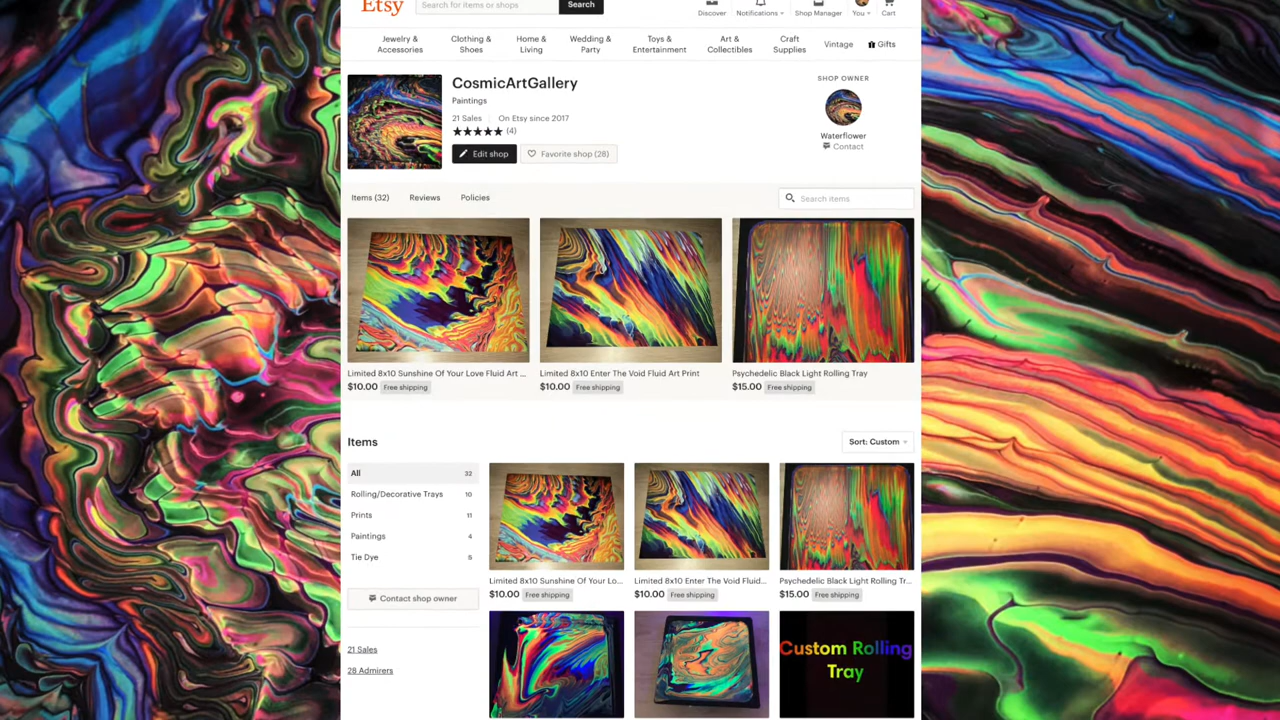 Etsy
Search for items or shops
Search
Discover
Notifications
Shop Manager
You
Cart
Jewelry &
Accessories
Clothing &
Shoes
Home &
Living
Wedding &
Party
Toys &
Entertainment
Art &
Collectibles
Craft
Supplies
Vintage
Gifts
CosmicArtGallery
Paintings
21 Sales
On Etsy since 2017
(4)
Edit shop
Favorite shop (28)
SHOP OWNER
Waterflower
Contact
Items (32)
Reviews
Policies
Search items
Limited 8x10 Sunshine Of Your Love Fluid Art ...
$10.00 Free shipping
Limited 8x10 Enter The Void Fluid Art Print
$10.00 Free shipping
Psychedelic Black Light Rolling Tray
$15.00 Free shipping
Items
Sort: Custom
All 32
Rolling/Decorative Trays 10
Prints 11
Paintings 4
Tie Dye 5
Contact shop owner
21 Sales
28 Admirers
Limited 8x10 Sunshine Of Your Lo...
$10.00 Free shipping
Limited 8x10 Enter The Void Fluid...
$10.00 Free shipping
Psychedelic Black Light Rolling Tr...
$15.00 Free shipping
Custom Rolling
Tray